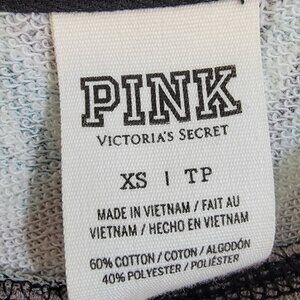 PINK
VICTORIA'S SECRET
XS | TP
MADE IN VIETNAM / FAIT AU
VIETNAM / HECHO EN VIETNAM
60% COTTON / COTON / ALGODÓN
40% POLYESTER / POLIÉSTER